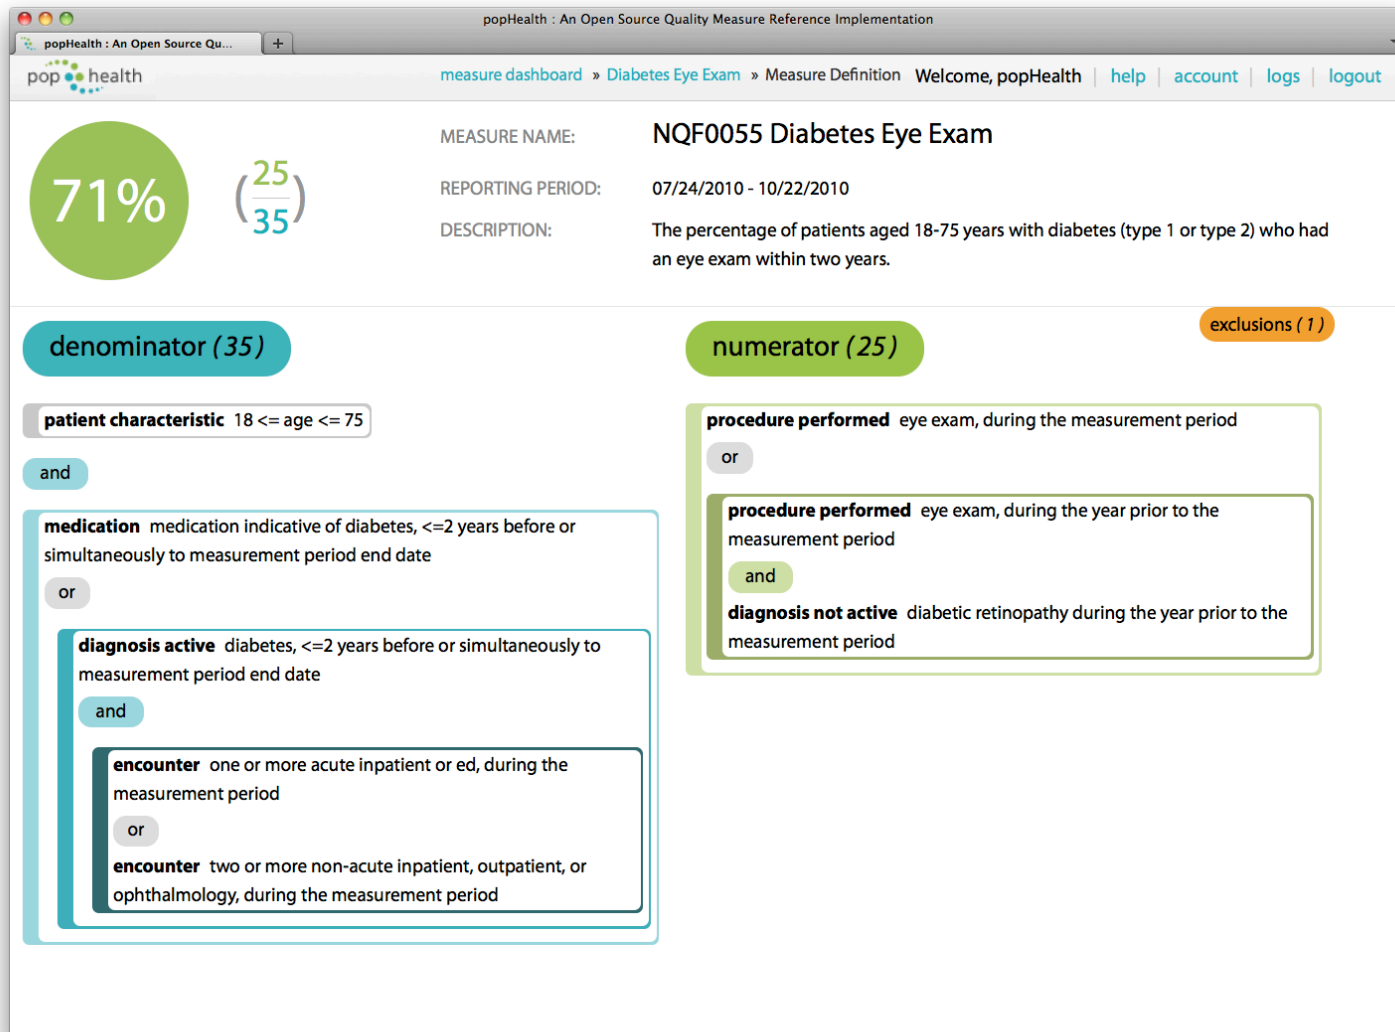 popHealth : An Open Source Quality Measure Reference Implementation
popHealth : An Open Source Qu... +
pop health
measure dashboard » Diabetes Eye Exam » Measure Definition Welcome, popHealth | help | account | logs | logout
71%
(25
35)
MEASURE NAME: NQF0055 Diabetes Eye Exam
REPORTING PERIOD: 07/24/2010 - 10/22/2010
DESCRIPTION: The percentage of patients aged 18-75 years with diabetes (type 1 or type 2) who had
an eye exam within two years.
denominator (35)
patient characteristic 18 <= age <= 75
and
medication medication indicative of diabetes, <=2 years before or
simultaneously to measurement period end date
or
diagnosis active diabetes, <=2 years before or simultaneously to
measurement period end date
and
encounter one or more acute inpatient or ed, during the
measurement period
or
encounter two or more non-acute inpatient, outpatient, or
ophthalmology, during the measurement period
numerator (25)
exclusions (1)
procedure performed eye exam, during the measurement period
or
procedure performed eye exam, during the year prior to the
measurement period
and
diagnosis not active diabetic retinopathy during the year prior to the
measurement period